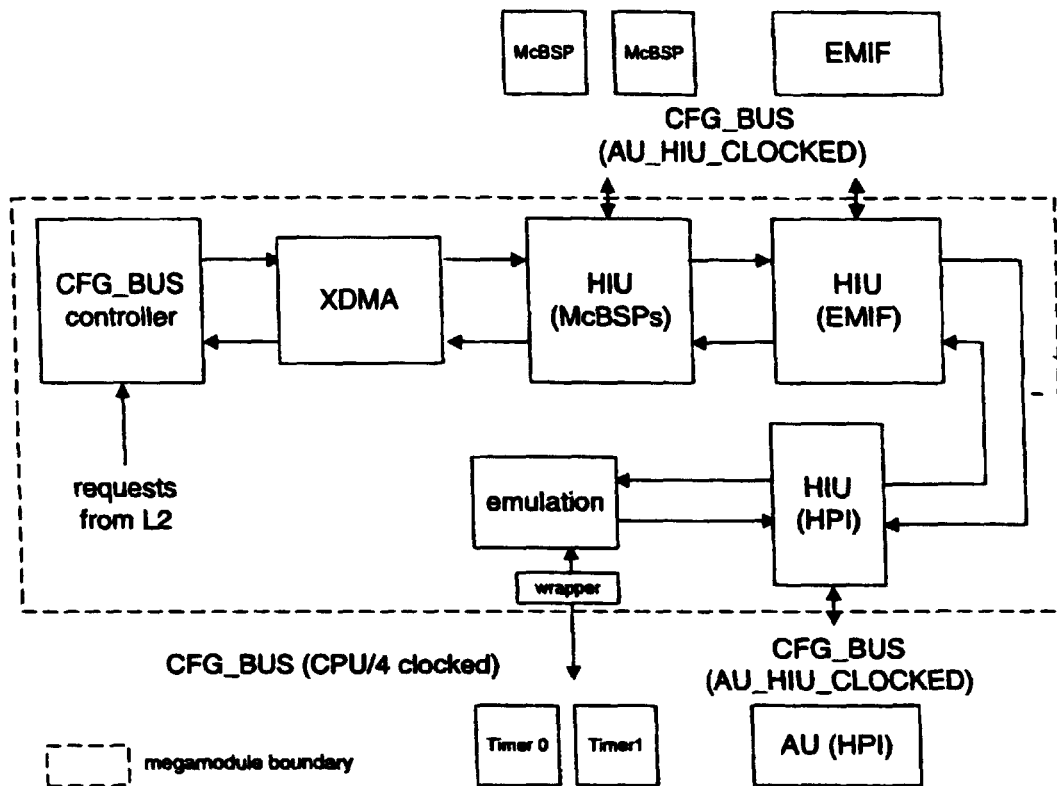 McBSP
McBSP
EMIF
CFG_BUS
(AU_HIU_CLOCKED)
CFG_BUS
controller
XDMA
HIU
(McBSPs)
HIU
(EMIF)
requests
from L2
emulation
HIU
(HPI)
wrapper
CFG_BUS (CPU/4 clocked)
CFG_BUS
(AU_HIU_CLOCKED)
Timer 0
Timer1
AU (HPI)
megamodule boundary